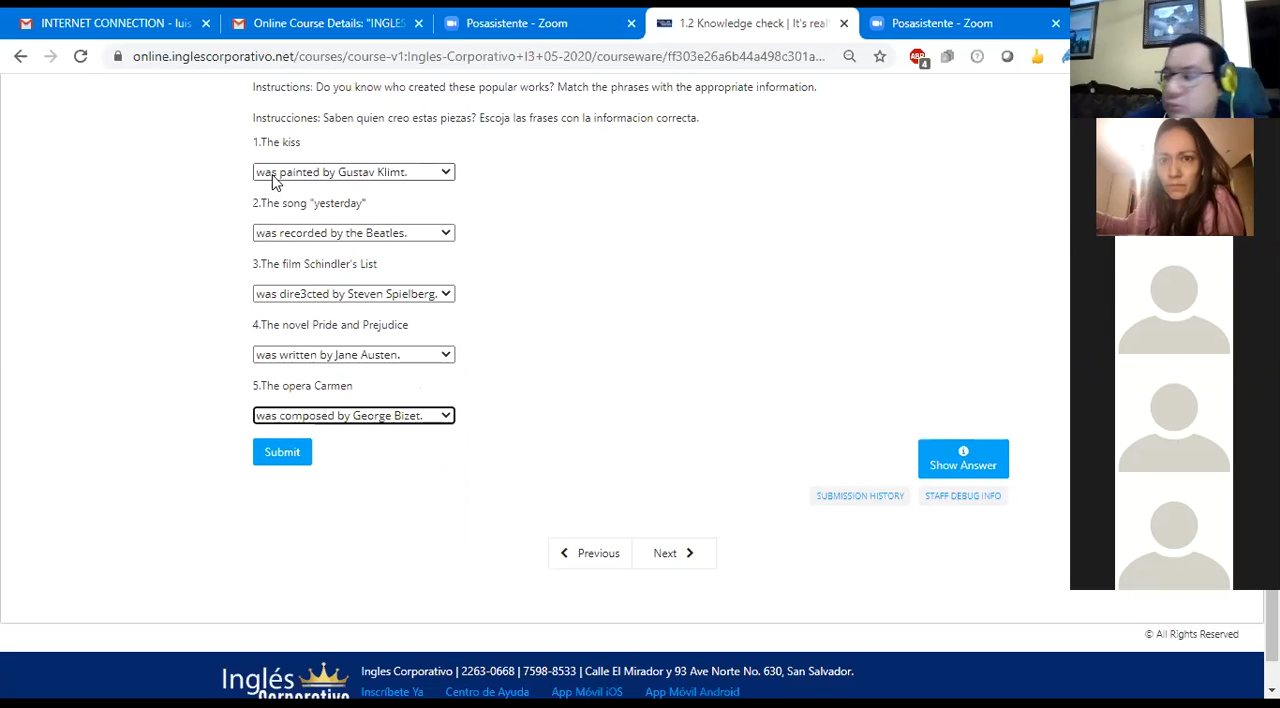 INTERNET CONNECTION - luis
Online Course Details: "INGLES
Posasistente - Zoom
1.2 Knowledge check | It's real
Posasistente - Zoom
online.inglescorporativo.net/courses/course-v1:Ingles-Corporativo+I3+05-2020/courseware/ff303e26a6b44a498c301a...
ABP
4
Instructions: Do you know who created these popular works? Match the phrases with the appropriate information.
Instrucciones: Saben quien creo estas piezas? Escoja las frases con la informacion correcta.
1.The kiss
was painted by Gustav Klimt.
2.The song "yesterday"
was recorded by the Beatles.
3.The film Schindler's List
was dire3cted by Steven Spielberg.
4.The novel Pride and Prejudice
was written by Jane Austen.
5.The opera Carmen
was composed by George Bizet.
Submit
Show Answer
SUBMISSION HISTORY
STAFF DEBUG INFO
Previous
Next
© All Rights Reserved
Inglés
Corporativo
Ingles Corporativo | 2263-0668 | 7598-8533 | Calle El Mirador y 93 Ave Norte No. 630, San Salvador.
Inscríbete Ya
Centro de Ayuda
App Móvil iOS
App Móvil Android